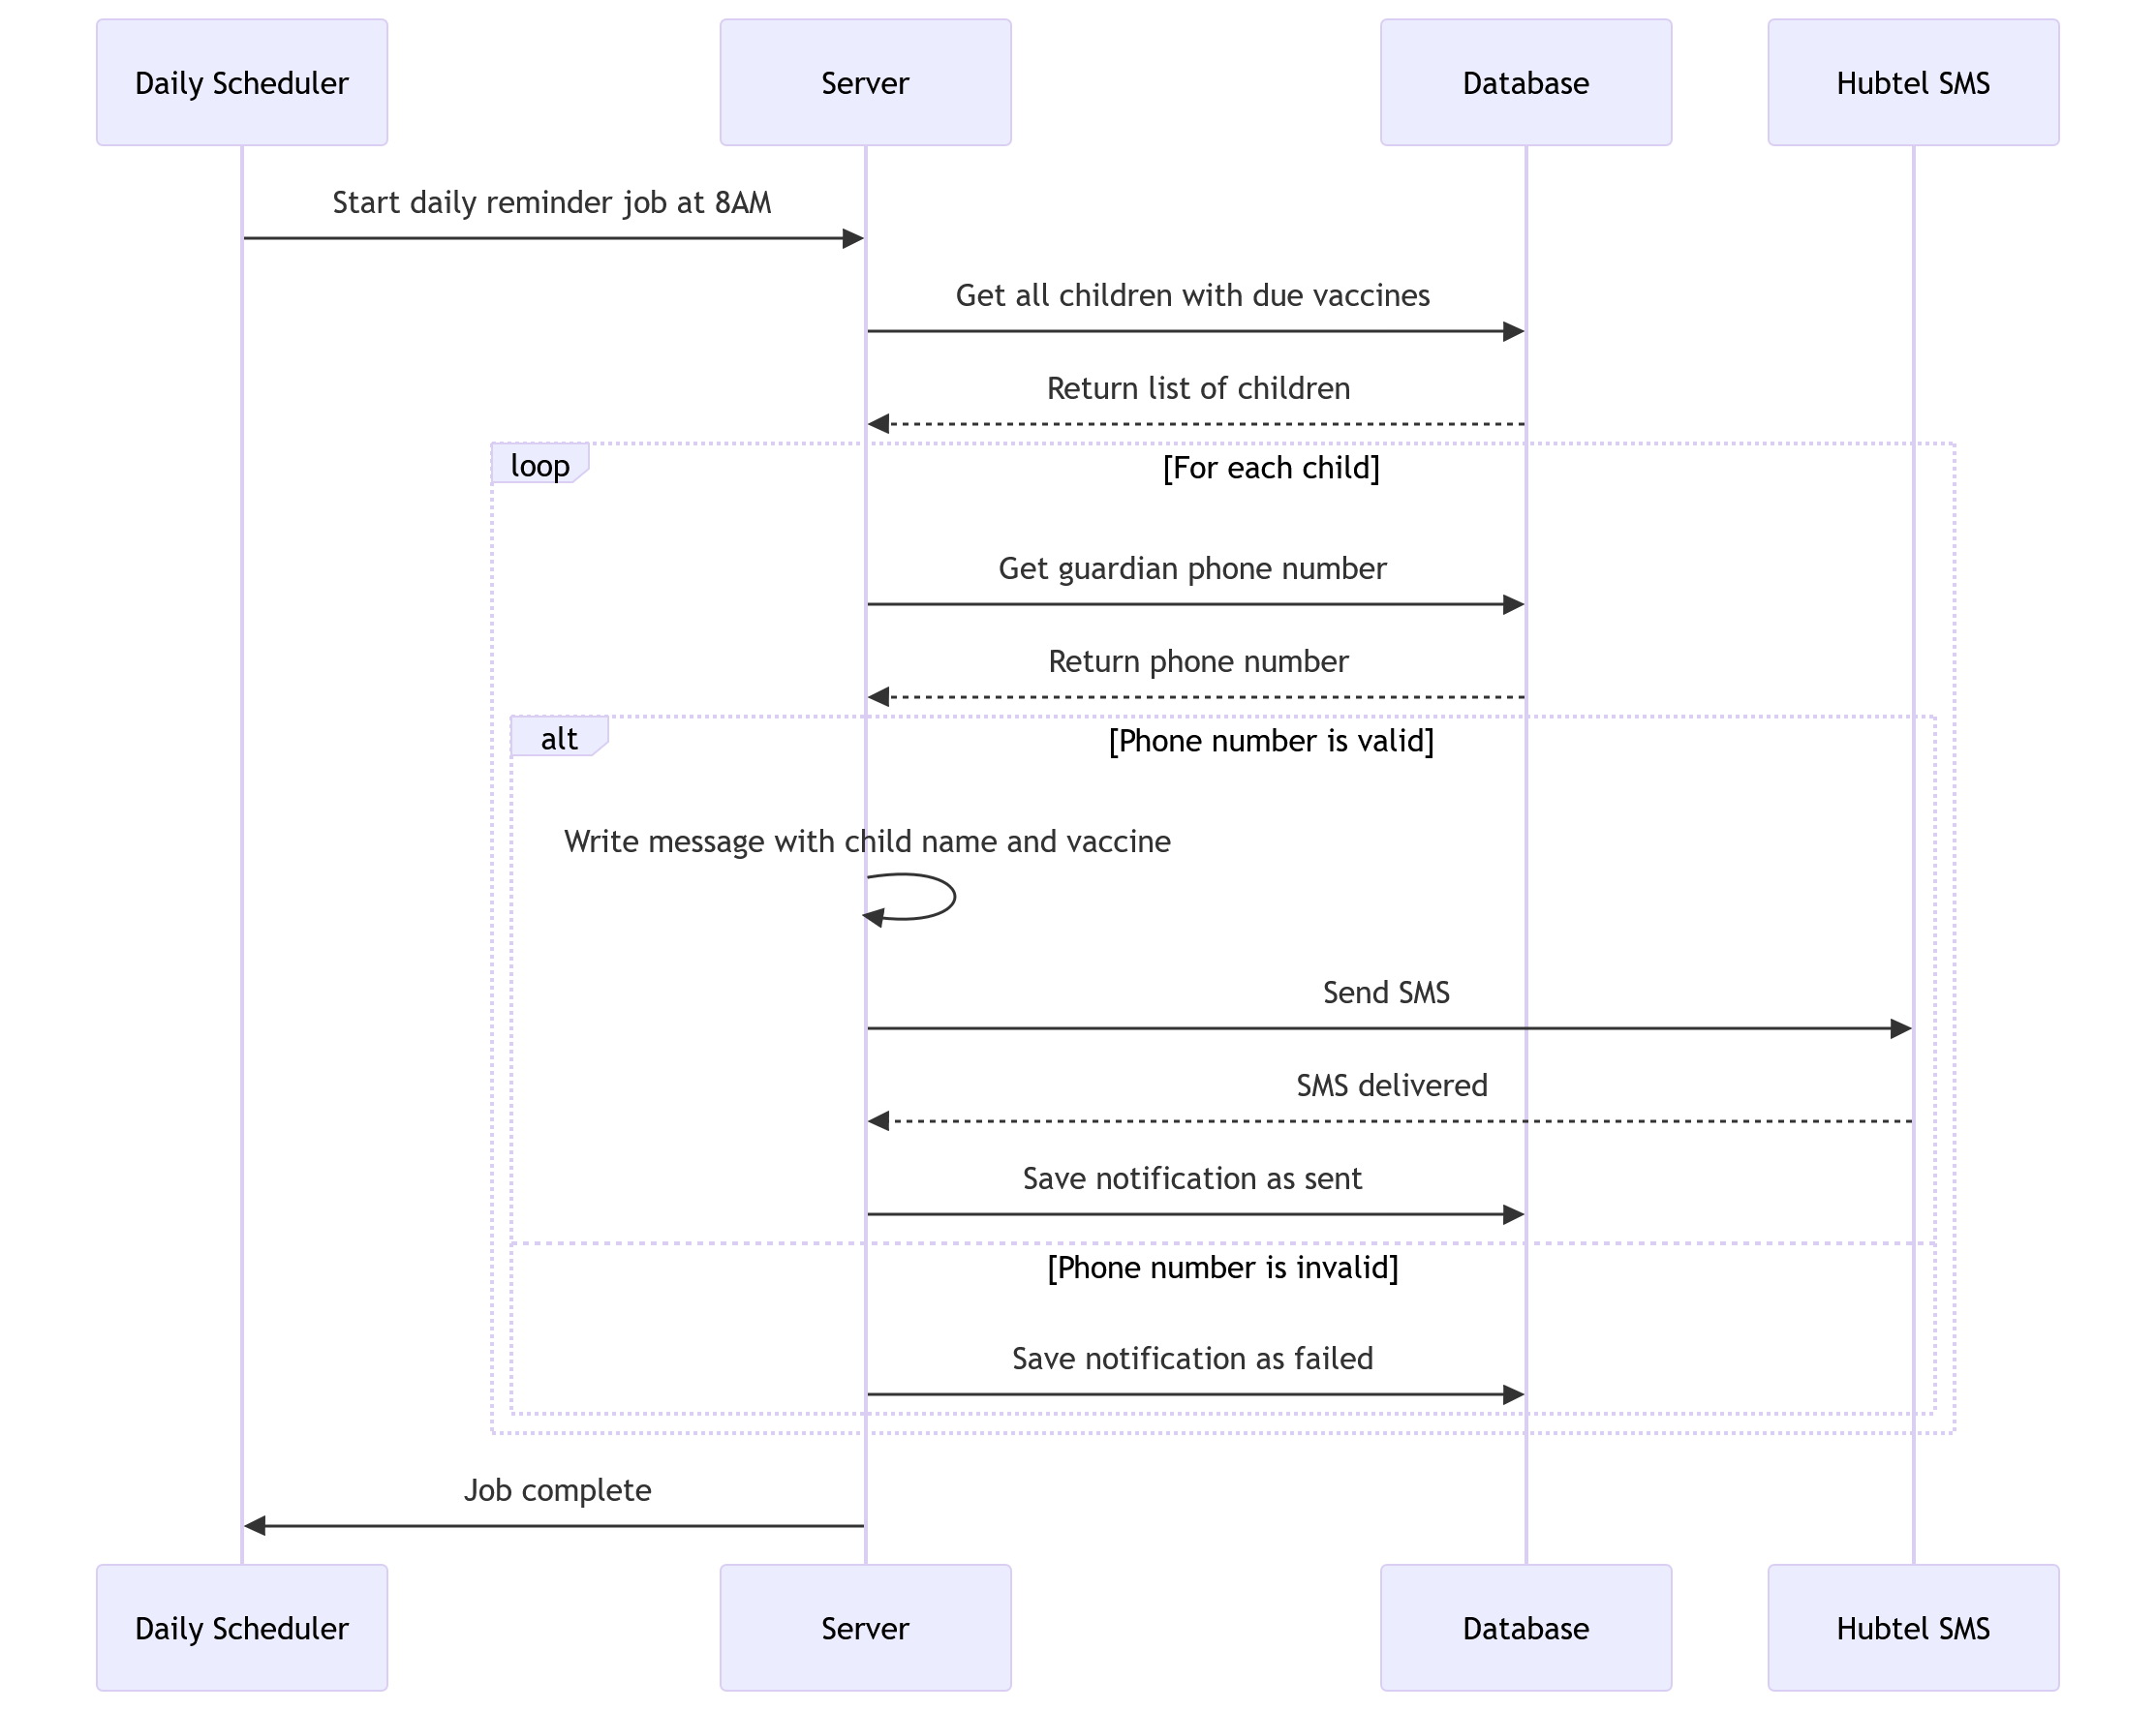 Daily Scheduler
Server
Database
Hubtel SMS
Start daily reminder job at 8AM
Get all children with due vaccines
Return list of children
loop
[For each child]
Get guardian phone number
Return phone number
alt
[Phone number is valid]
Write message with child name and vaccine
Send SMS
SMS delivered
Save notification as sent
[Phone number is invalid]
Save notification as failed
Job complete
Daily Scheduler
Server
Database
Hubtel SMS